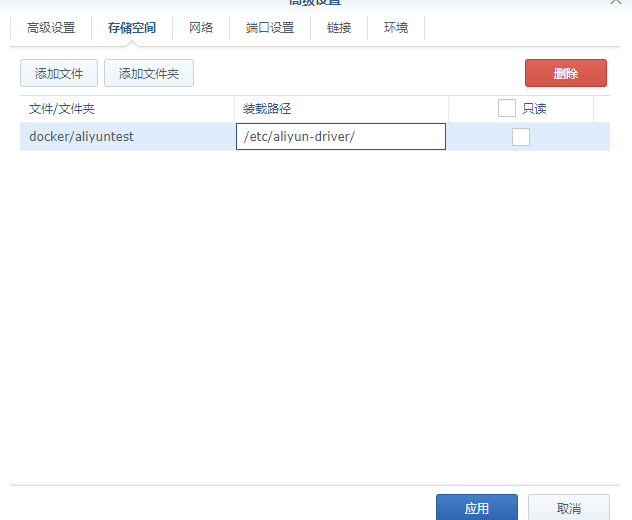 高级设置
高级设置 存储空间 网络 端口设置 链接 环境
添加文件 添加文件夹 删除
文件/文件夹 装载路径 只读
docker/aliyuntest /etc/aliyun-driver/
应用 取消